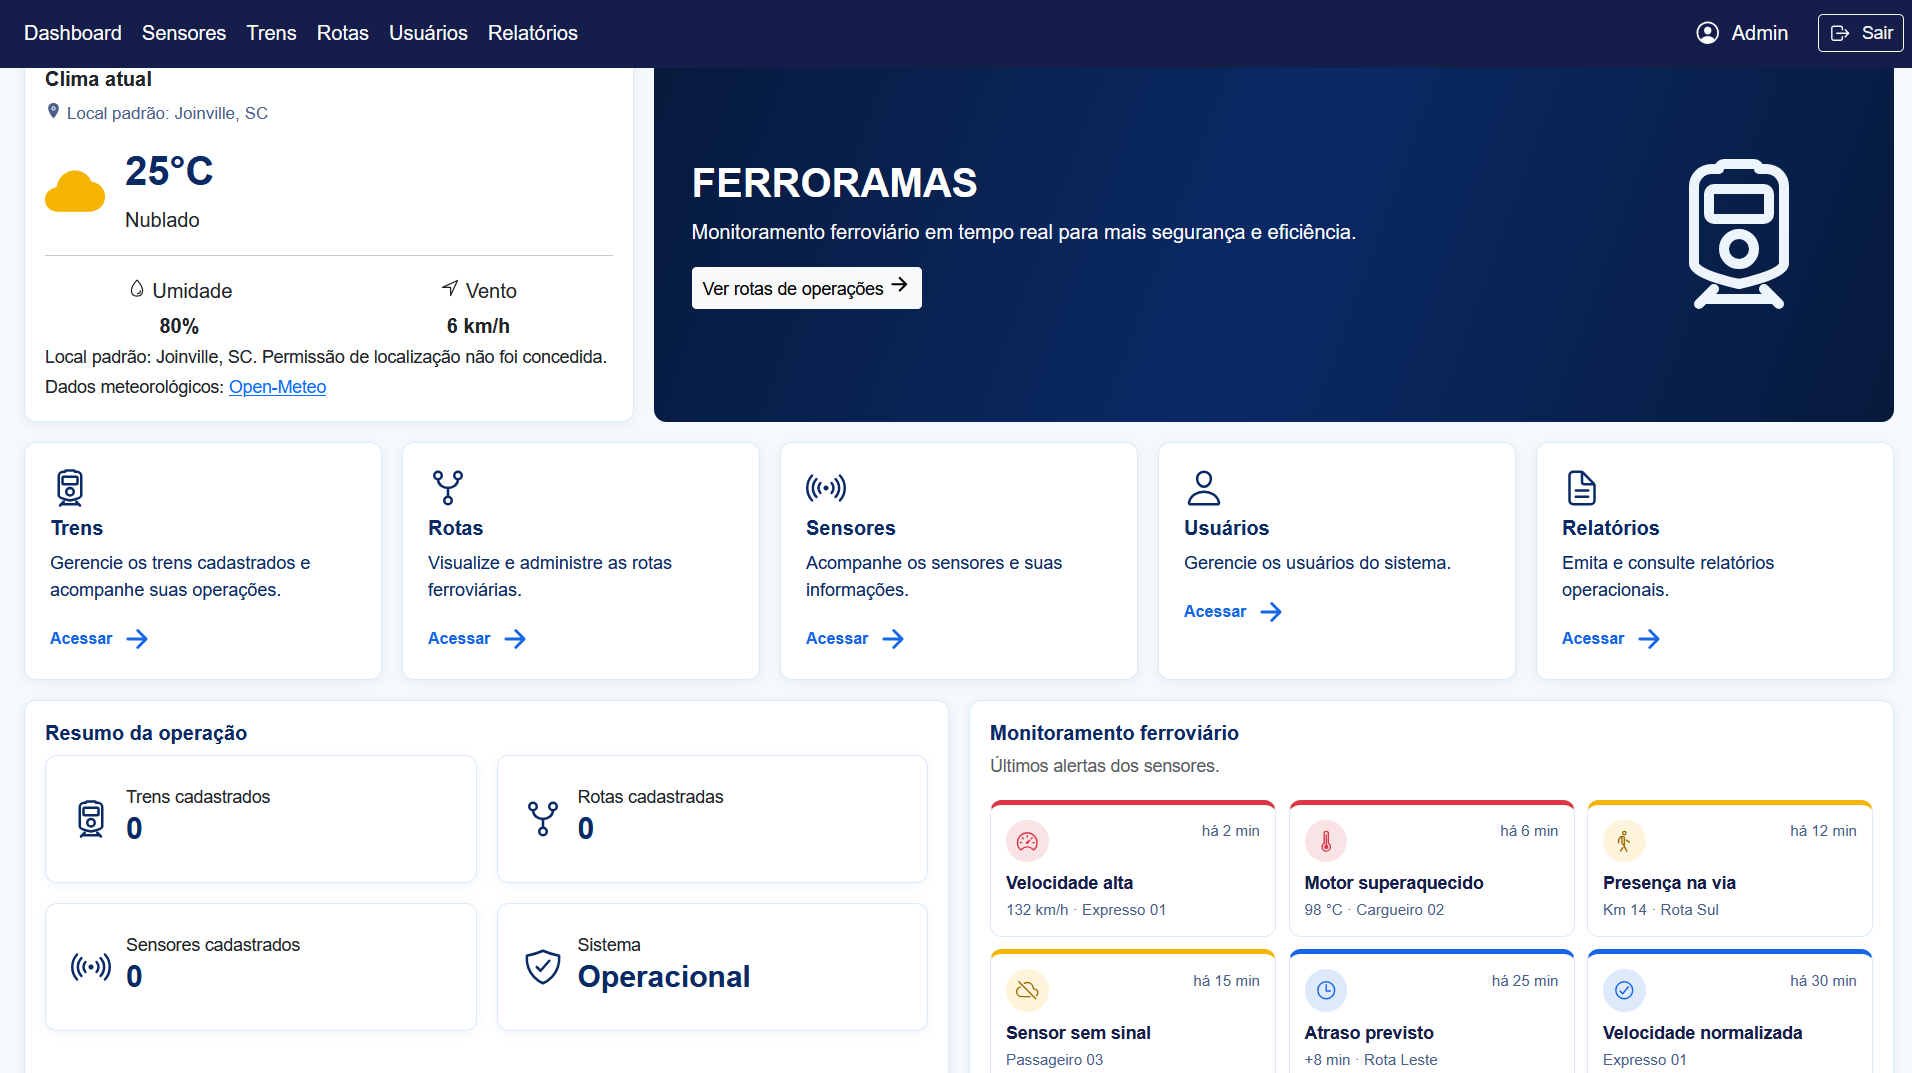 Dashboard Sensores Trens Rotas Usuários Relatórios Admin Sair
Clima atual
Local padrão: Joinville, SC
25°C
Nublado
Umidade
80%
Vento
6 km/h
Local padrão: Joinville, SC. Permissão de localização não foi concedida.
Dados meteorológicos: Open-Meteo
FERRORAMAS
Monitoramento ferroviário em tempo real para mais segurança e eficiência.
Ver rotas de operações
Trens
Gerencie os trens cadastrados e
acompanhe suas operações.
Acessar
Rotas
Visualize e administre as rotas
ferroviárias.
Acessar
Sensores
Acompanhe os sensores e suas
informações.
Acessar
Usuários
Gerencie os usuários do sistema.
Acessar
Relatórios
Emita e consulte relatórios
operacionais.
Acessar
Resumo da operação
Trens cadastrados
0
Rotas cadastradas
0
Sensores cadastrados
0
Sistema
Operacional
Monitoramento ferroviário
Últimos alertas dos sensores.
há 2 min
Velocidade alta
132 km/h · Expresso 01
há 6 min
Motor superaquecido
98 °C · Cargueiro 02
há 12 min
Presença na via
Km 14 · Rota Sul
há 15 min
Sensor sem sinal
Passageiro 03
há 25 min
Atraso previsto
+8 min · Rota Leste
há 30 min
Velocidade normalizada
Expresso 01